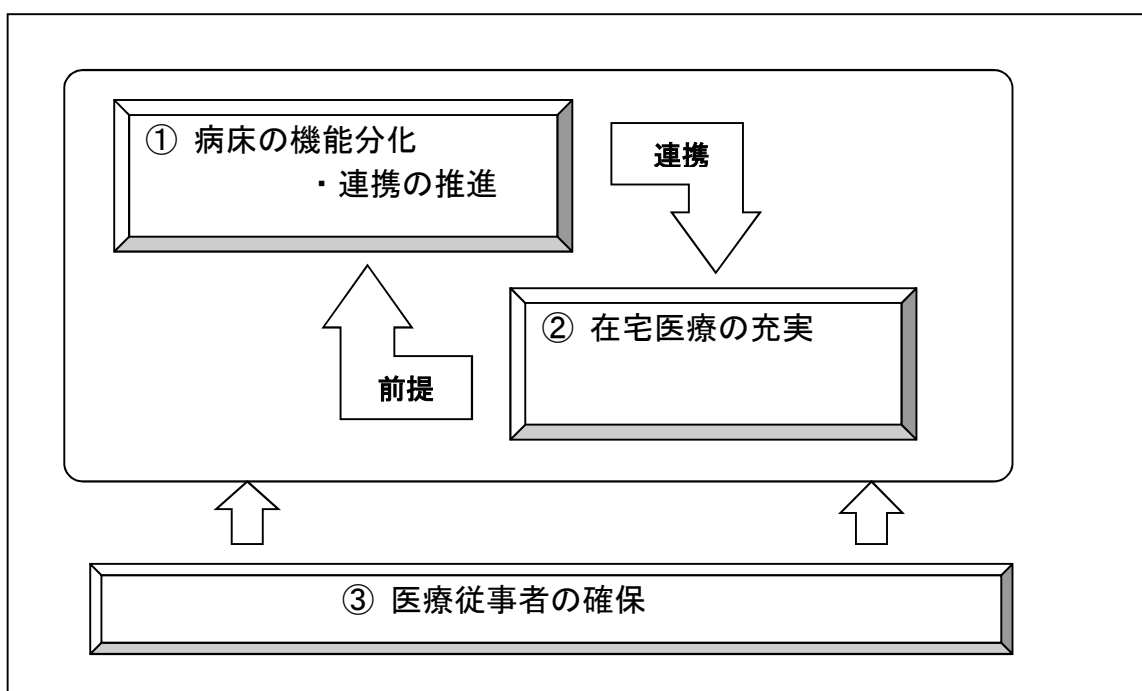 ① 病床の機能分化
・連携の推進
連携
② 在宅医療の充実
前提
③ 医療従事者の確保